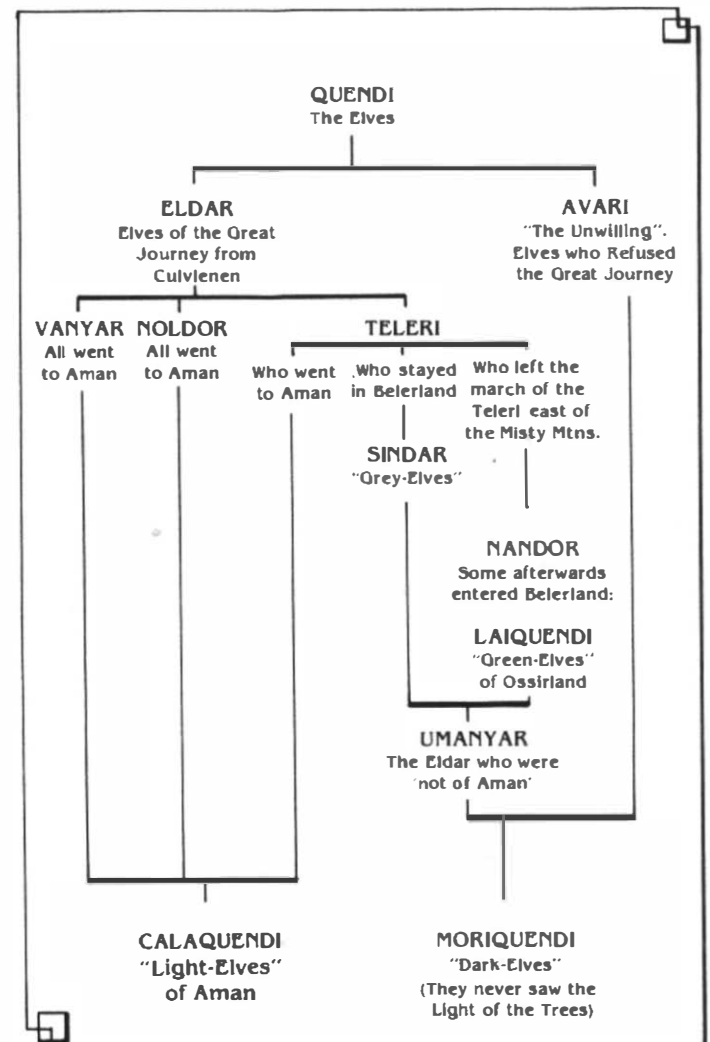 QUENDI
The Elves
ELDAR
Elves of the Great
Journey from
Cuivienen
AVARI
"The Unwilling".
Elves who Refused
the Great Journey
VANYAR
All went
to Aman
NOLDOR
All went
to Aman
TELERI
Who went
to Aman
Who stayed
in Belerland
Who left the
march of the
Teleri east of
the Misty Mtns.
SINDAR
"Grey-Elves"
NANDOR
Some afterwards
entered Belerland:
LAIQUENDI
"Green-Elves"
of Ossirland
UMANYAR
The Eldar who were
'not of Aman'
CALAQUENDI
"Light-Elves"
of Aman
MORIQUENDI
"Dark-Elves"
(They never saw the
Light of the Trees)